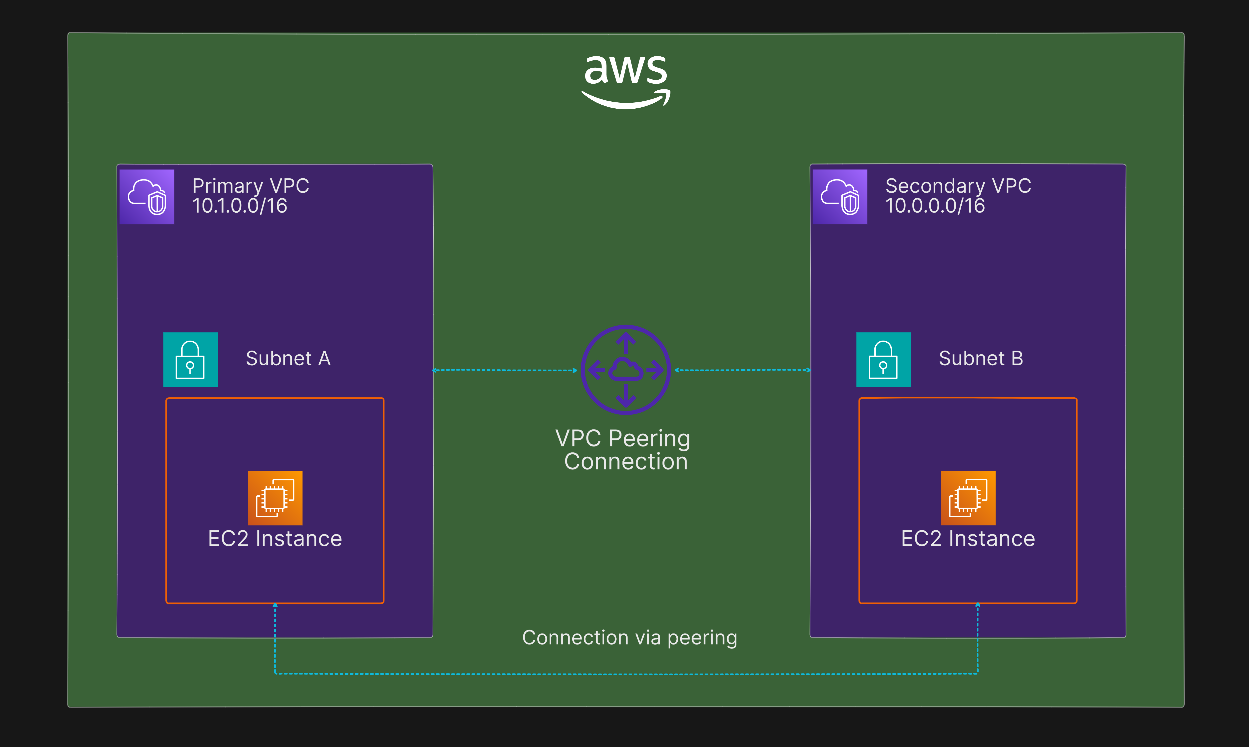 aws
Primary VPC
10.1.0.0/16
Secondary VPC
10.0.0.0/16
Subnet A
Subnet B
VPC Peering
Connection
EC2 Instance
EC2 Instance
Connection via peering